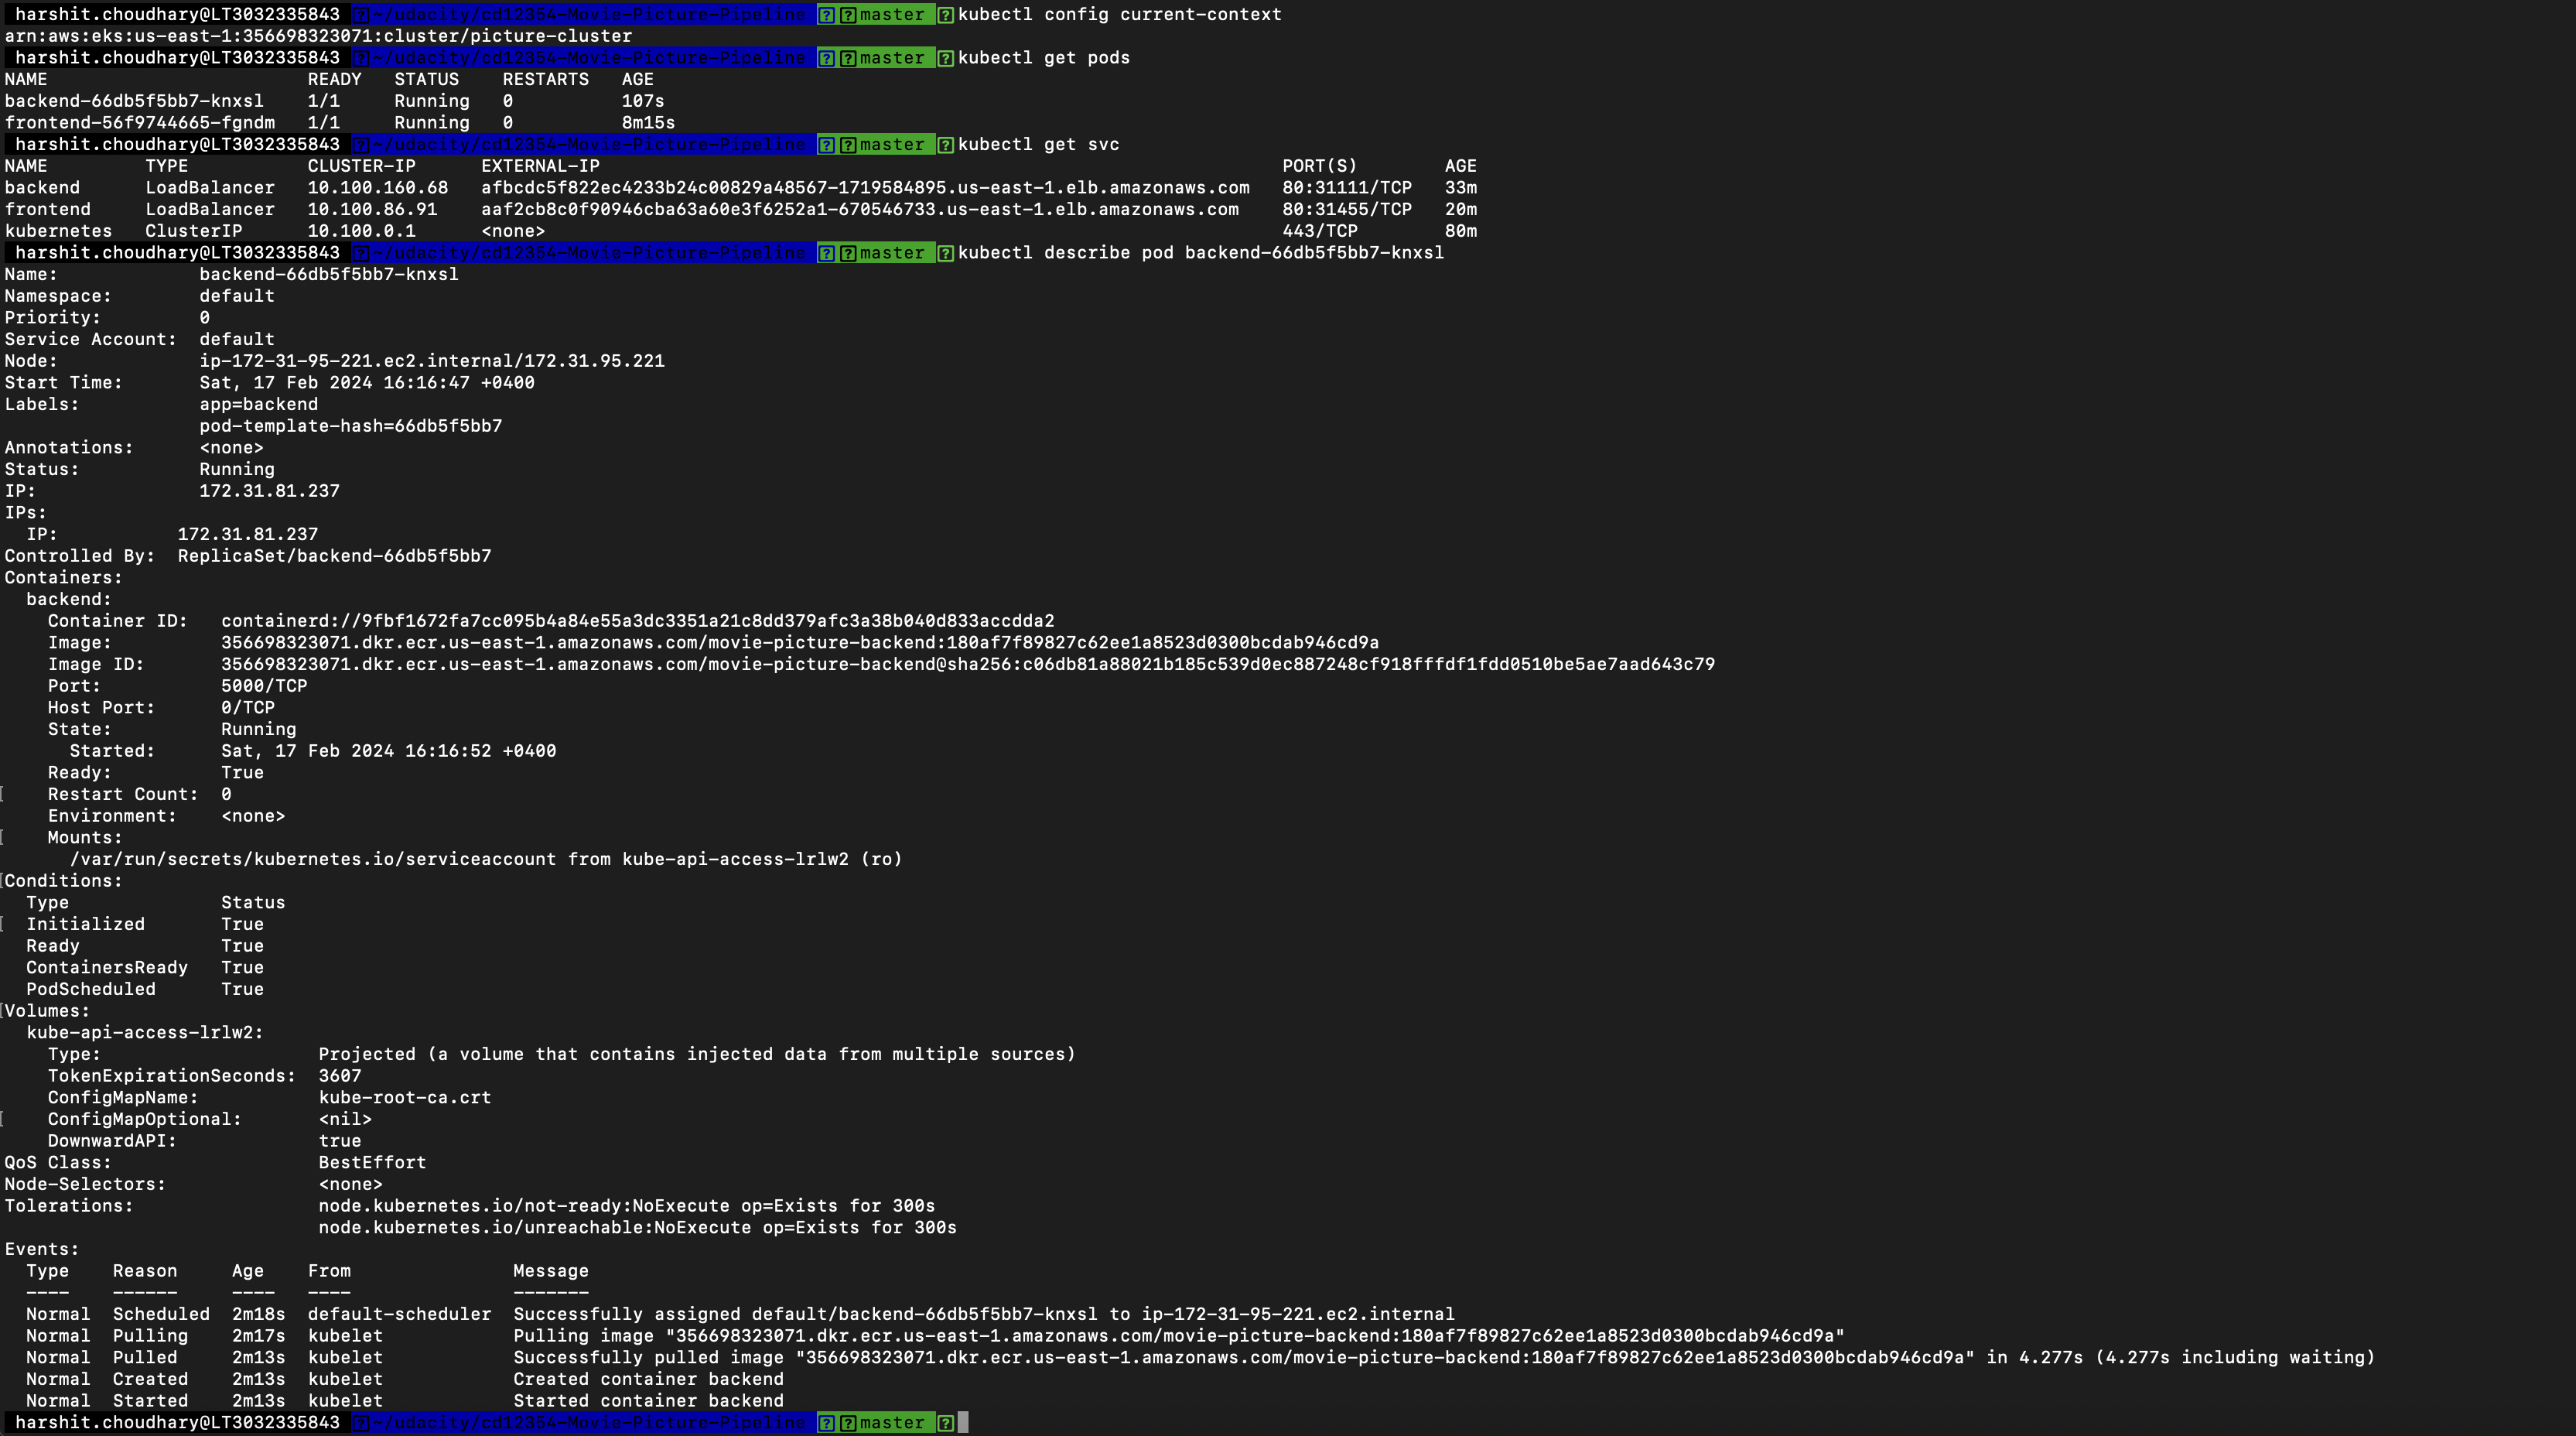 harshit.choudhary@LT3032335843 ~/udacity/cd12354-Movie-Picture-Pipeline master kubectl config current-context
arn:aws:eks:us-east-1:356698323071:cluster/picture-cluster
harshit.choudhary@LT3032335843 ~/udacity/cd12354-Movie-Picture-Pipeline master kubectl get pods
NAME READY STATUS RESTARTS AGE
backend-66db5f5bb7-knxsl 1/1 Running 0 107s
frontend-56f9744665-fgndm 1/1 Running 0 8m15s
harshit.choudhary@LT3032335843 ~/udacity/cd12354-Movie-Picture-Pipeline master kubectl get svc
NAME TYPE CLUSTER-IP EXTERNAL-IP PORT(S) AGE
backend LoadBalancer 10.100.160.68 afbcdc5f822ec4233b24c00829a48567-1719584895.us-east-1.elb.amazonaws.com 80:31111/TCP 33m
frontend LoadBalancer 10.100.86.91 aaf2cb8c0f90946cba63a60e3f6252a1-670546733.us-east-1.elb.amazonaws.com 80:31455/TCP 20m
kubernetes ClusterIP 10.100.0.1 <none> 443/TCP 80m
harshit.choudhary@LT3032335843 ~/udacity/cd12354-Movie-Picture-Pipeline master kubectl describe pod backend-66db5f5bb7-knxsl
Name: backend-66db5f5bb7-knxsl
Namespace: default
Priority: 0
Service Account: default
Node: ip-172-31-95-221.ec2.internal/172.31.95.221
Start Time: Sat, 17 Feb 2024 16:16:47 +0400
Labels: app=backend
pod-template-hash=66db5f5bb7
Annotations: <none>
Status: Running
IP: 172.31.81.237
IPs:
IP: 172.31.81.237
Controlled By: ReplicaSet/backend-66db5f5bb7
Containers:
backend:
Container ID: containerd://9fbf1672fa7cc095b4a84e55a3dc3351a21c8dd379afc3a38b040d833accdda2
Image: 356698323071.dkr.ecr.us-east-1.amazonaws.com/movie-picture-backend:180af7f89827c62ee1a8523d0300bcdab946cd9a
Image ID: 356698323071.dkr.ecr.us-east-1.amazonaws.com/movie-picture-backend@sha256:c06db81a88021b185c539d0ec887248cf918fffdf1fdd0510be5ae7aad643c79
Port: 5000/TCP
Host Port: 0/TCP
State: Running
Started: Sat, 17 Feb 2024 16:16:52 +0400
Ready: True
Restart Count: 0
Environment: <none>
Mounts:
/var/run/secrets/kubernetes.io/serviceaccount from kube-api-access-lrlw2 (ro)
Conditions:
Type Status
Initialized True
Ready True
ContainersReady True
PodScheduled True
Volumes:
kube-api-access-lrlw2:
Type: Projected (a volume that contains injected data from multiple sources)
TokenExpirationSeconds: 3607
ConfigMapName: kube-root-ca.crt
ConfigMapOptional: <nil>
DownwardAPI: true
QoS Class: BestEffort
Node-Selectors: <none>
Tolerations: node.kubernetes.io/not-ready:NoExecute op=Exists for 300s
node.kubernetes.io/unreachable:NoExecute op=Exists for 300s
Events:
Type Reason Age From Message
---- ------ ---- ---- -------
Normal Scheduled 2m18s default-scheduler Successfully assigned default/backend-66db5f5bb7-knxsl to ip-172-31-95-221.ec2.internal
Normal Pulling 2m17s kubelet Pulling image "356698323071.dkr.ecr.us-east-1.amazonaws.com/movie-picture-backend:180af7f89827c62ee1a8523d0300bcdab946cd9a"
Normal Pulled 2m13s kubelet Successfully pulled image "356698323071.dkr.ecr.us-east-1.amazonaws.com/movie-picture-backend:180af7f89827c62ee1a8523d0300bcdab946cd9a" in 4.277s (4.277s including waiting)
Normal Created 2m13s kubelet Created container backend
Normal Started 2m13s kubelet Started container backend
harshit.choudhary@LT3032335843 ~/udacity/cd12354-Movie-Picture-Pipeline master